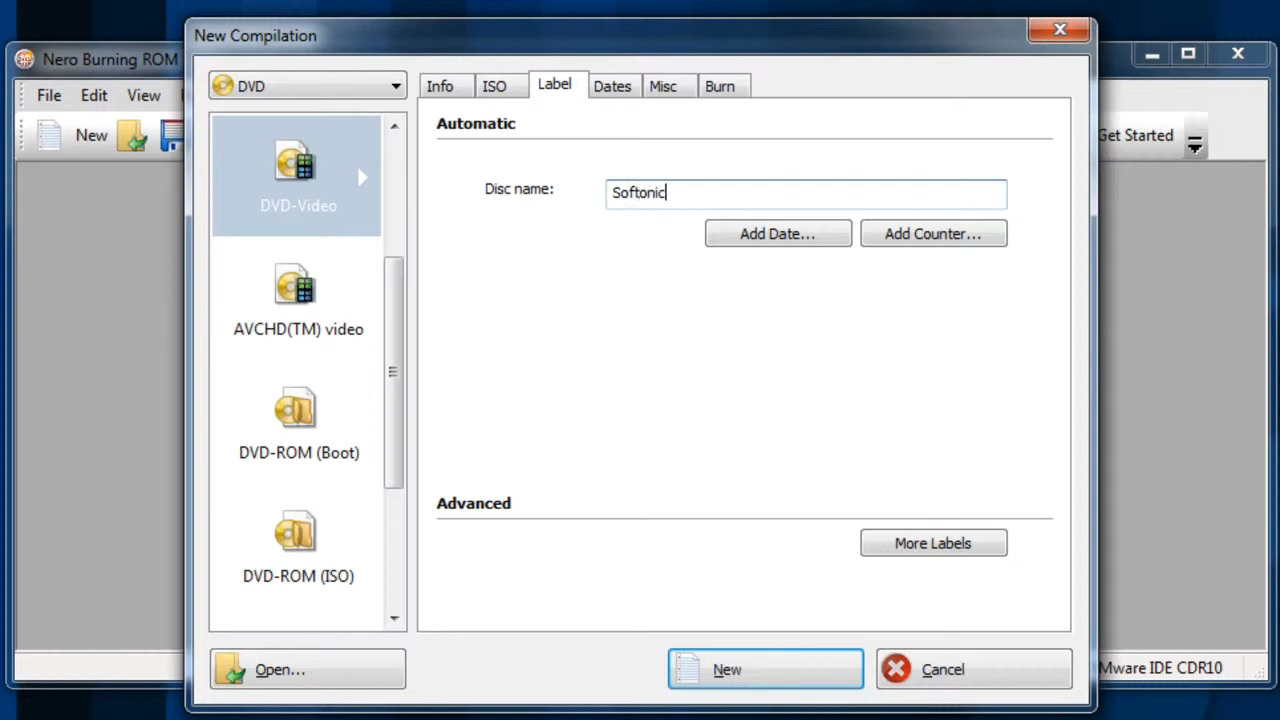 New Compilation
Nero Burning ROM
File Edit View
New
Get Started
DVD
Info ISO Label Dates Misc Burn
Automatic
Disc name: Softonic
Add Date... Add Counter...
DVD-Video
AVCHD(TM) video
DVD-ROM (Boot)
DVD-ROM (ISO)
Advanced
More Labels
Open... New Cancel
Mware IDE CDR10